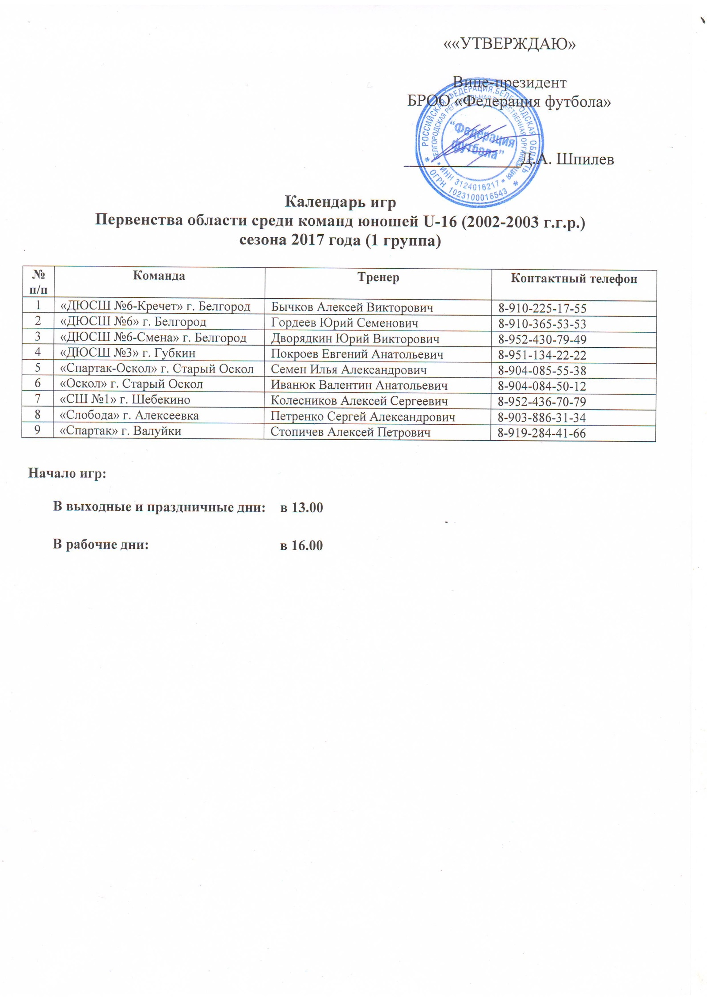 ««УТВЕРЖДАЮ»
Вице-президент
БРОО «Федерация футбола»
Д.А. Шпилев
РОССИЙСКАЯ ФЕДЕРАЦИЯ, БЕЛГОРОДСКАЯ ОБЛАСТЬ
* ОГРН 1023100016543 *
БЕЛГОРОДСКАЯ РЕГИОНАЛЬНАЯ ОБЩЕСТВЕННАЯ ОРГАНИЗАЦИЯ
* ИНН 3124016217 *
“Федерация
футбола”
Календарь игр
Первенства области среди команд юношей U-16 (2002-2003 г.г.р.)
сезона 2017 года (1 группа)
№ п/п Команда Тренер Контактный телефон
1 «ДЮСШ №6-Кречет» г. Белгород Бычков Алексей Викторович 8-910-225-17-55
2 «ДЮСШ №6» г. Белгород Гордеев Юрий Семенович 8-910-365-53-53
3 «ДЮСШ №6-Смена» г. Белгород Дворядкин Юрий Викторович 8-952-430-79-49
4 «ДЮСШ №3» г. Губкин Покроев Евгений Анатольевич 8-951-134-22-22
5 «Спартак-Оскол» г. Старый Оскол Семен Илья Александрович 8-904-085-55-38
6 «Оскол» г. Старый Оскол Иванюк Валентин Анатольевич 8-904-084-50-12
7 «СШ №1» г. Шебекино Колесников Алексей Сергеевич 8-952-436-70-79
8 «Слобода» г. Алексеевка Петренко Сергей Александрович 8-903-886-31-34
9 «Спартак» г. Валуйки Стопичев Алексей Петрович 8-919-284-41-66
Начало игр:
В выходные и праздничные дни: в 13.00
В рабочие дни: в 16.00